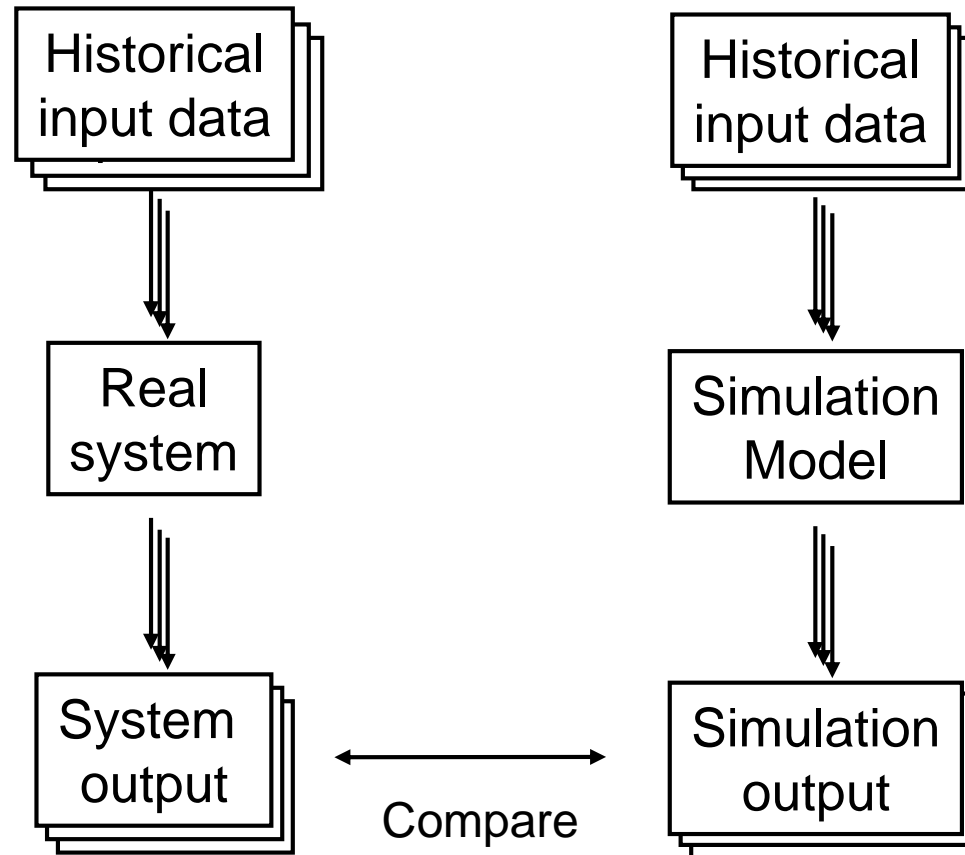 Historical
input data
Real
system
System
output
Compare
Historical
input data
Simulation
Model
Simulation
output